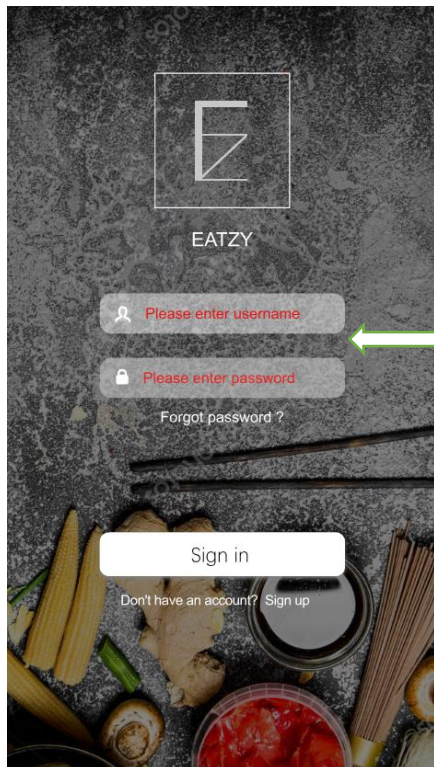 EATZY
Please enter username
Please enter password
Forgot password ?
Sign in
Don't have an account? Sign up